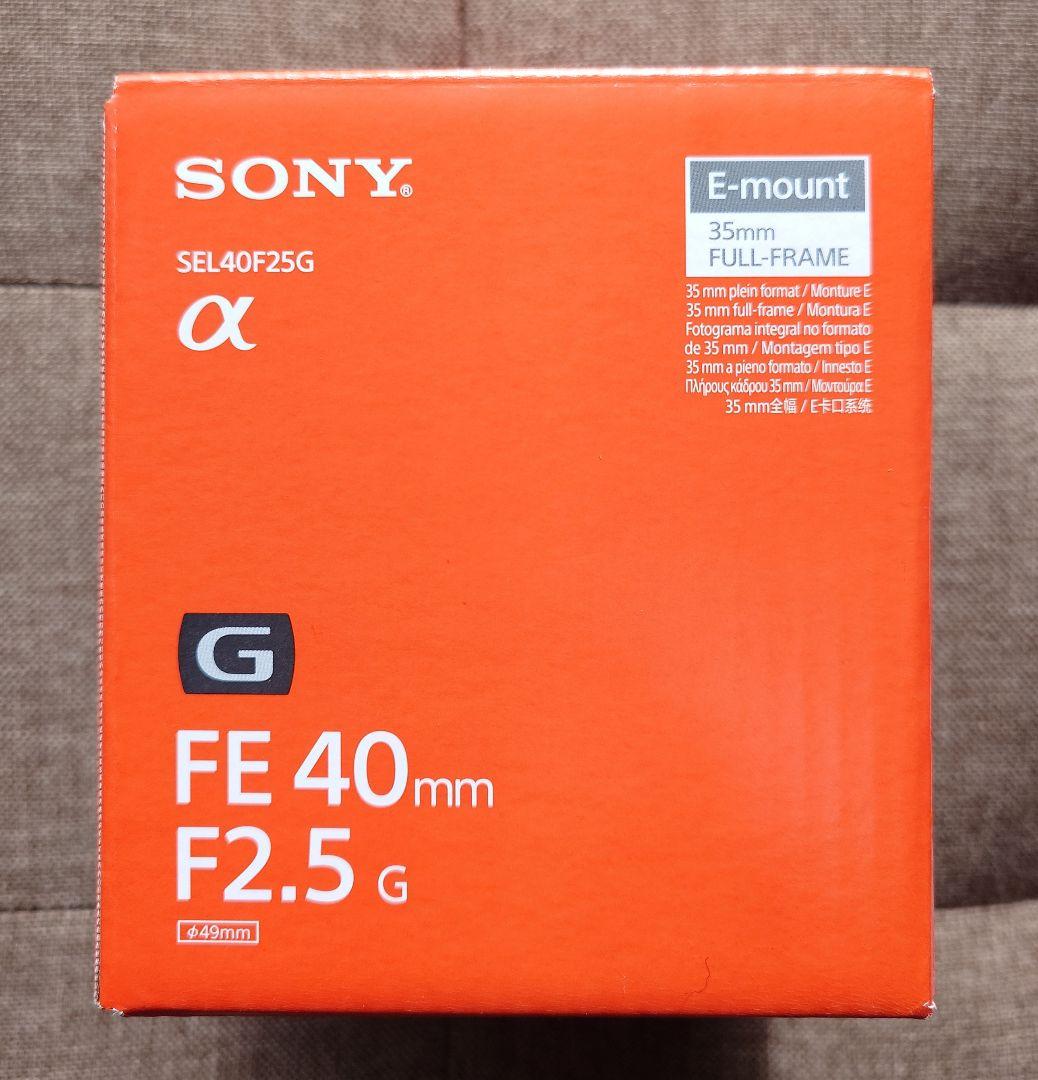 SONY®
SEL40F25G
α
E-mount
35mm
FULL-FRAME
35 mm plein format / Monture E
35 mm full-frame / Montura E
Fotograma integral no formato
de 35 mm / Montagem tipo E
35 mm a pieno formato / Innesto E
Πλήρους κάδρου 35 mm / Μοντούρα E
35 mm全幅 / E卡口系统
G
FE 40mm
F2.5 G
ϕ49mm